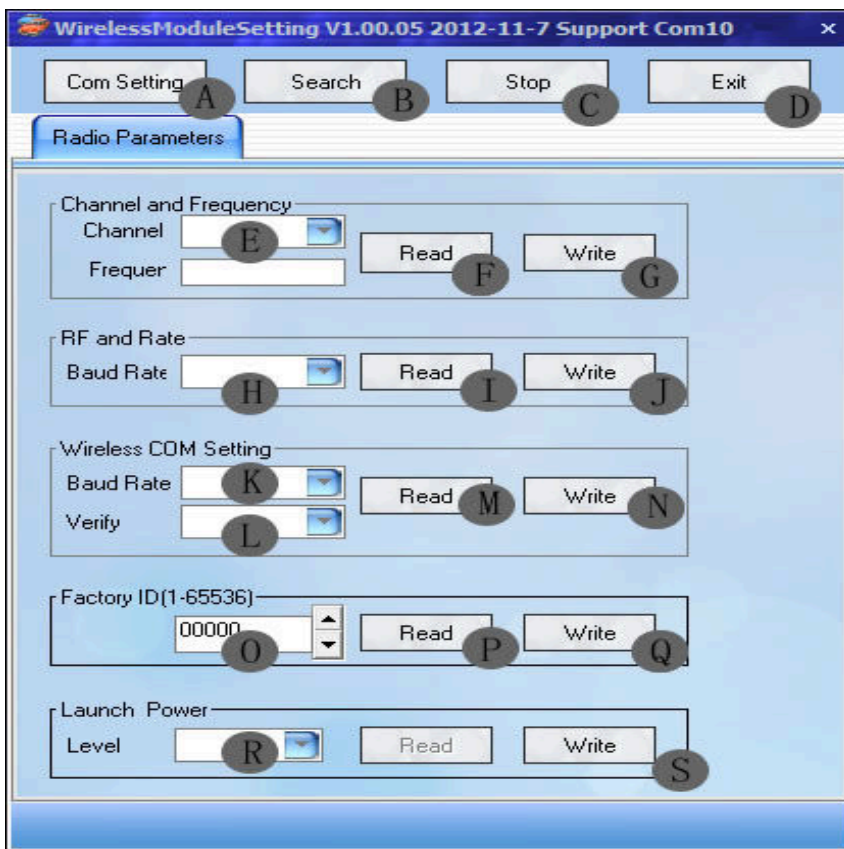 WirelessModuleSetting V1.00.05 2012-11-7 Support Com10 ×
Com Setting A Search B Stop C Exit D
Radio Parameters
Channel and Frequency
Channel E Read F Write G
Frequer
RF and Rate
Baud Rate H Read I Write J
Wireless COM Setting
Baud Rate K Read M Write N
Verify L
Factory ID(1-65536)
00000 O Read P Write Q
Launch Power
Level R Read Write S